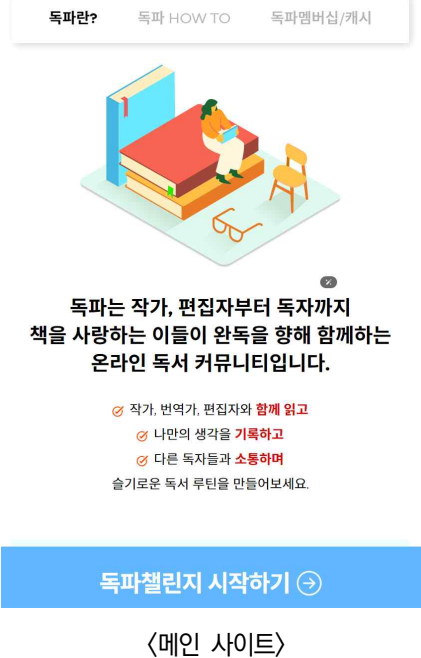 독파란? 독파 HOW TO 독파멤버십/캐시
독파는 작가, 편집자부터 독자까지
책을 사랑하는 이들이 완독을 향해 함께하는
온라인 독서 커뮤니티입니다.
작가, 번역가, 편집자와 함께 읽고
나만의 생각을 기록하고
다른 독자들과 소통하며
슬기로운 독서 루틴을 만들어보세요.
독파챌린지 시작하기
<메인 사이트>